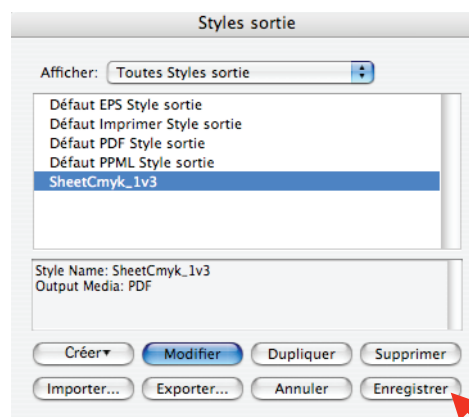 Styles sortie
Afficher: Toutes Styles sortie
Défaut EPS Style sortie
Défaut Imprimer Style sortie
Défaut PDF Style sortie
Défaut PPML Style sortie
SheetCmyk_1v3
Style Name: SheetCmyk_1v3
Output Media: PDF
Créer▾ Modifier Dupliquer Supprimer
Importer... Exporter... Annuler Enregistrer